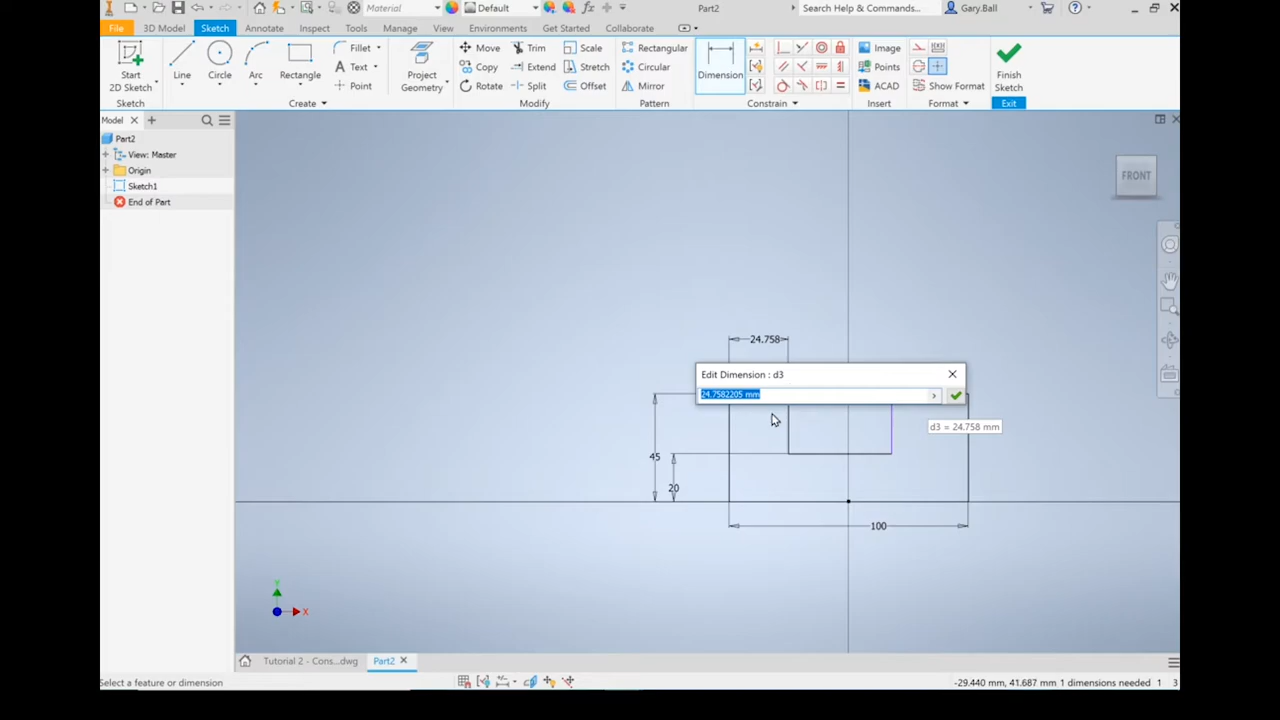 Material
Default
Part2
Search Help & Commands...
Gary.Ball
File
3D Model
Sketch
Annotate
Inspect
Tools
Manage
View
Environments
Get Started
Collaborate
Start
2D Sketch
Line
Circle
Arc
Rectangle
Fillet
Text
Point
Project
Geometry
Move
Copy
Rotate
Trim
Extend
Split
Scale
Stretch
Offset
Rectangular
Circular
Mirror
Dimension
Image
Points
ACAD
Show Format
Finish
Sketch
Sketch
Create
Modify
Pattern
Constrain
Insert
Format
Exit
Model
Part2
View: Master
Origin
Sketch1
End of Part
FRONT
24.758
Edit Dimension : d3
24.7582205 mm
d3 = 24.758 mm
45
20
100
Y
X
Tutorial 2 - Cons...dwg
Part2
Select a feature or dimension
-29.440 mm, 41.687 mm 1 dimensions needed 1 3